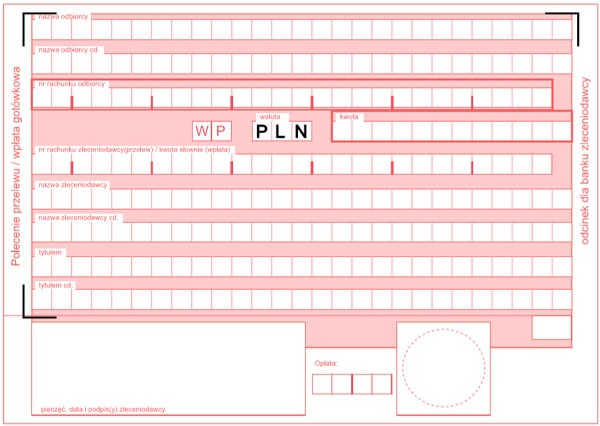 nazwa odbiorcy
nazwa odbiorcy cd.
nr rachunku odbiorcy
waluta
kwota
W P
P L N
nr rachunku zleceniodawcy(przelew) / kwota słownie (wpłata)
nazwa zleceniodawcy
nazwa zleceniodawcy cd.
tytułem
tytułem cd.
Opłata:
pieczęć, data i podpis(y) zleceniodawcy
Polecenie przelewu / wpłata gotówkowa
odcinek dla banku zleceniodawcy